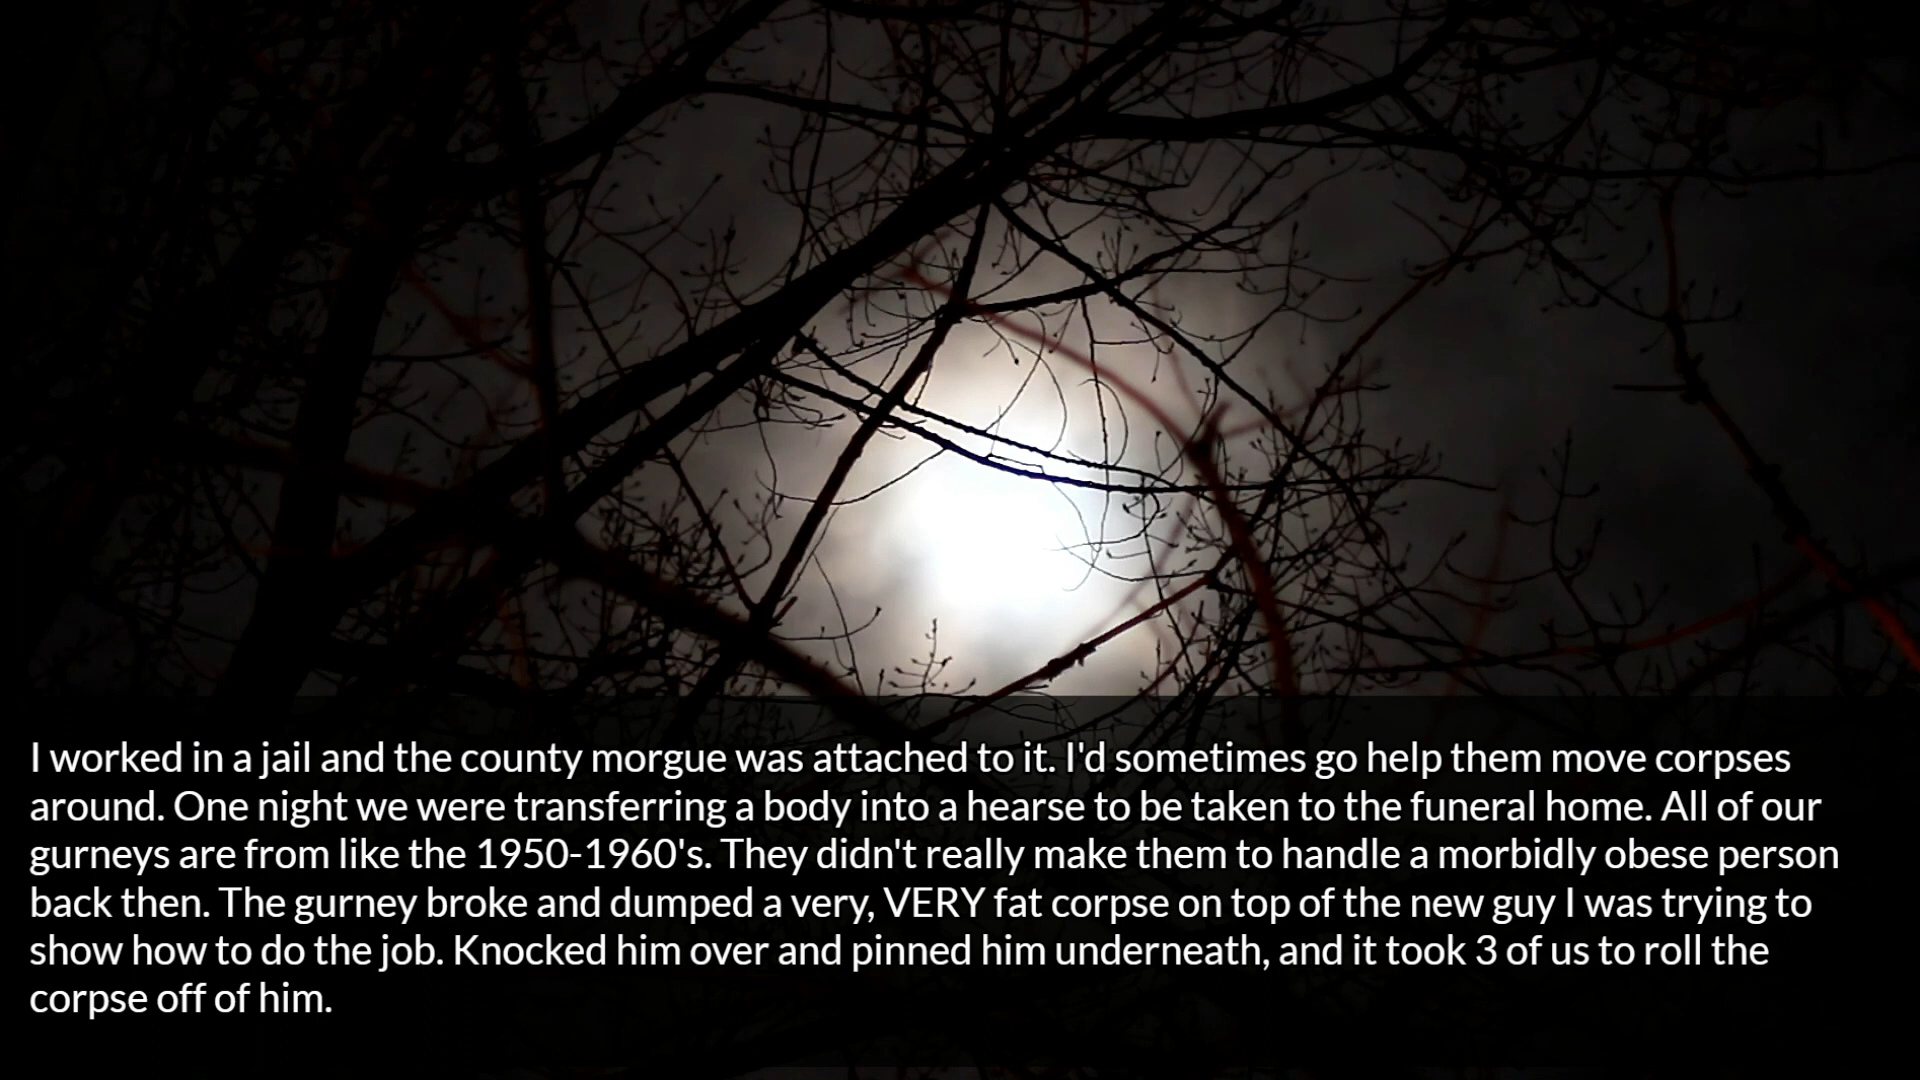 I worked in a jail and the county morgue was attached to it. I'd sometimes go help them move corpses
around. One night we were transferring a body into a hearse to be taken to the funeral home. All of our
gurneys are from like the 1950-1960's. They didn't really make them to handle a morbidly obese person
back then. The gurney broke and dumped a very, VERY fat corpse on top of the new guy I was trying to
show how to do the job. Knocked him over and pinned him underneath, and it took 3 of us to roll the
corpse off of him.